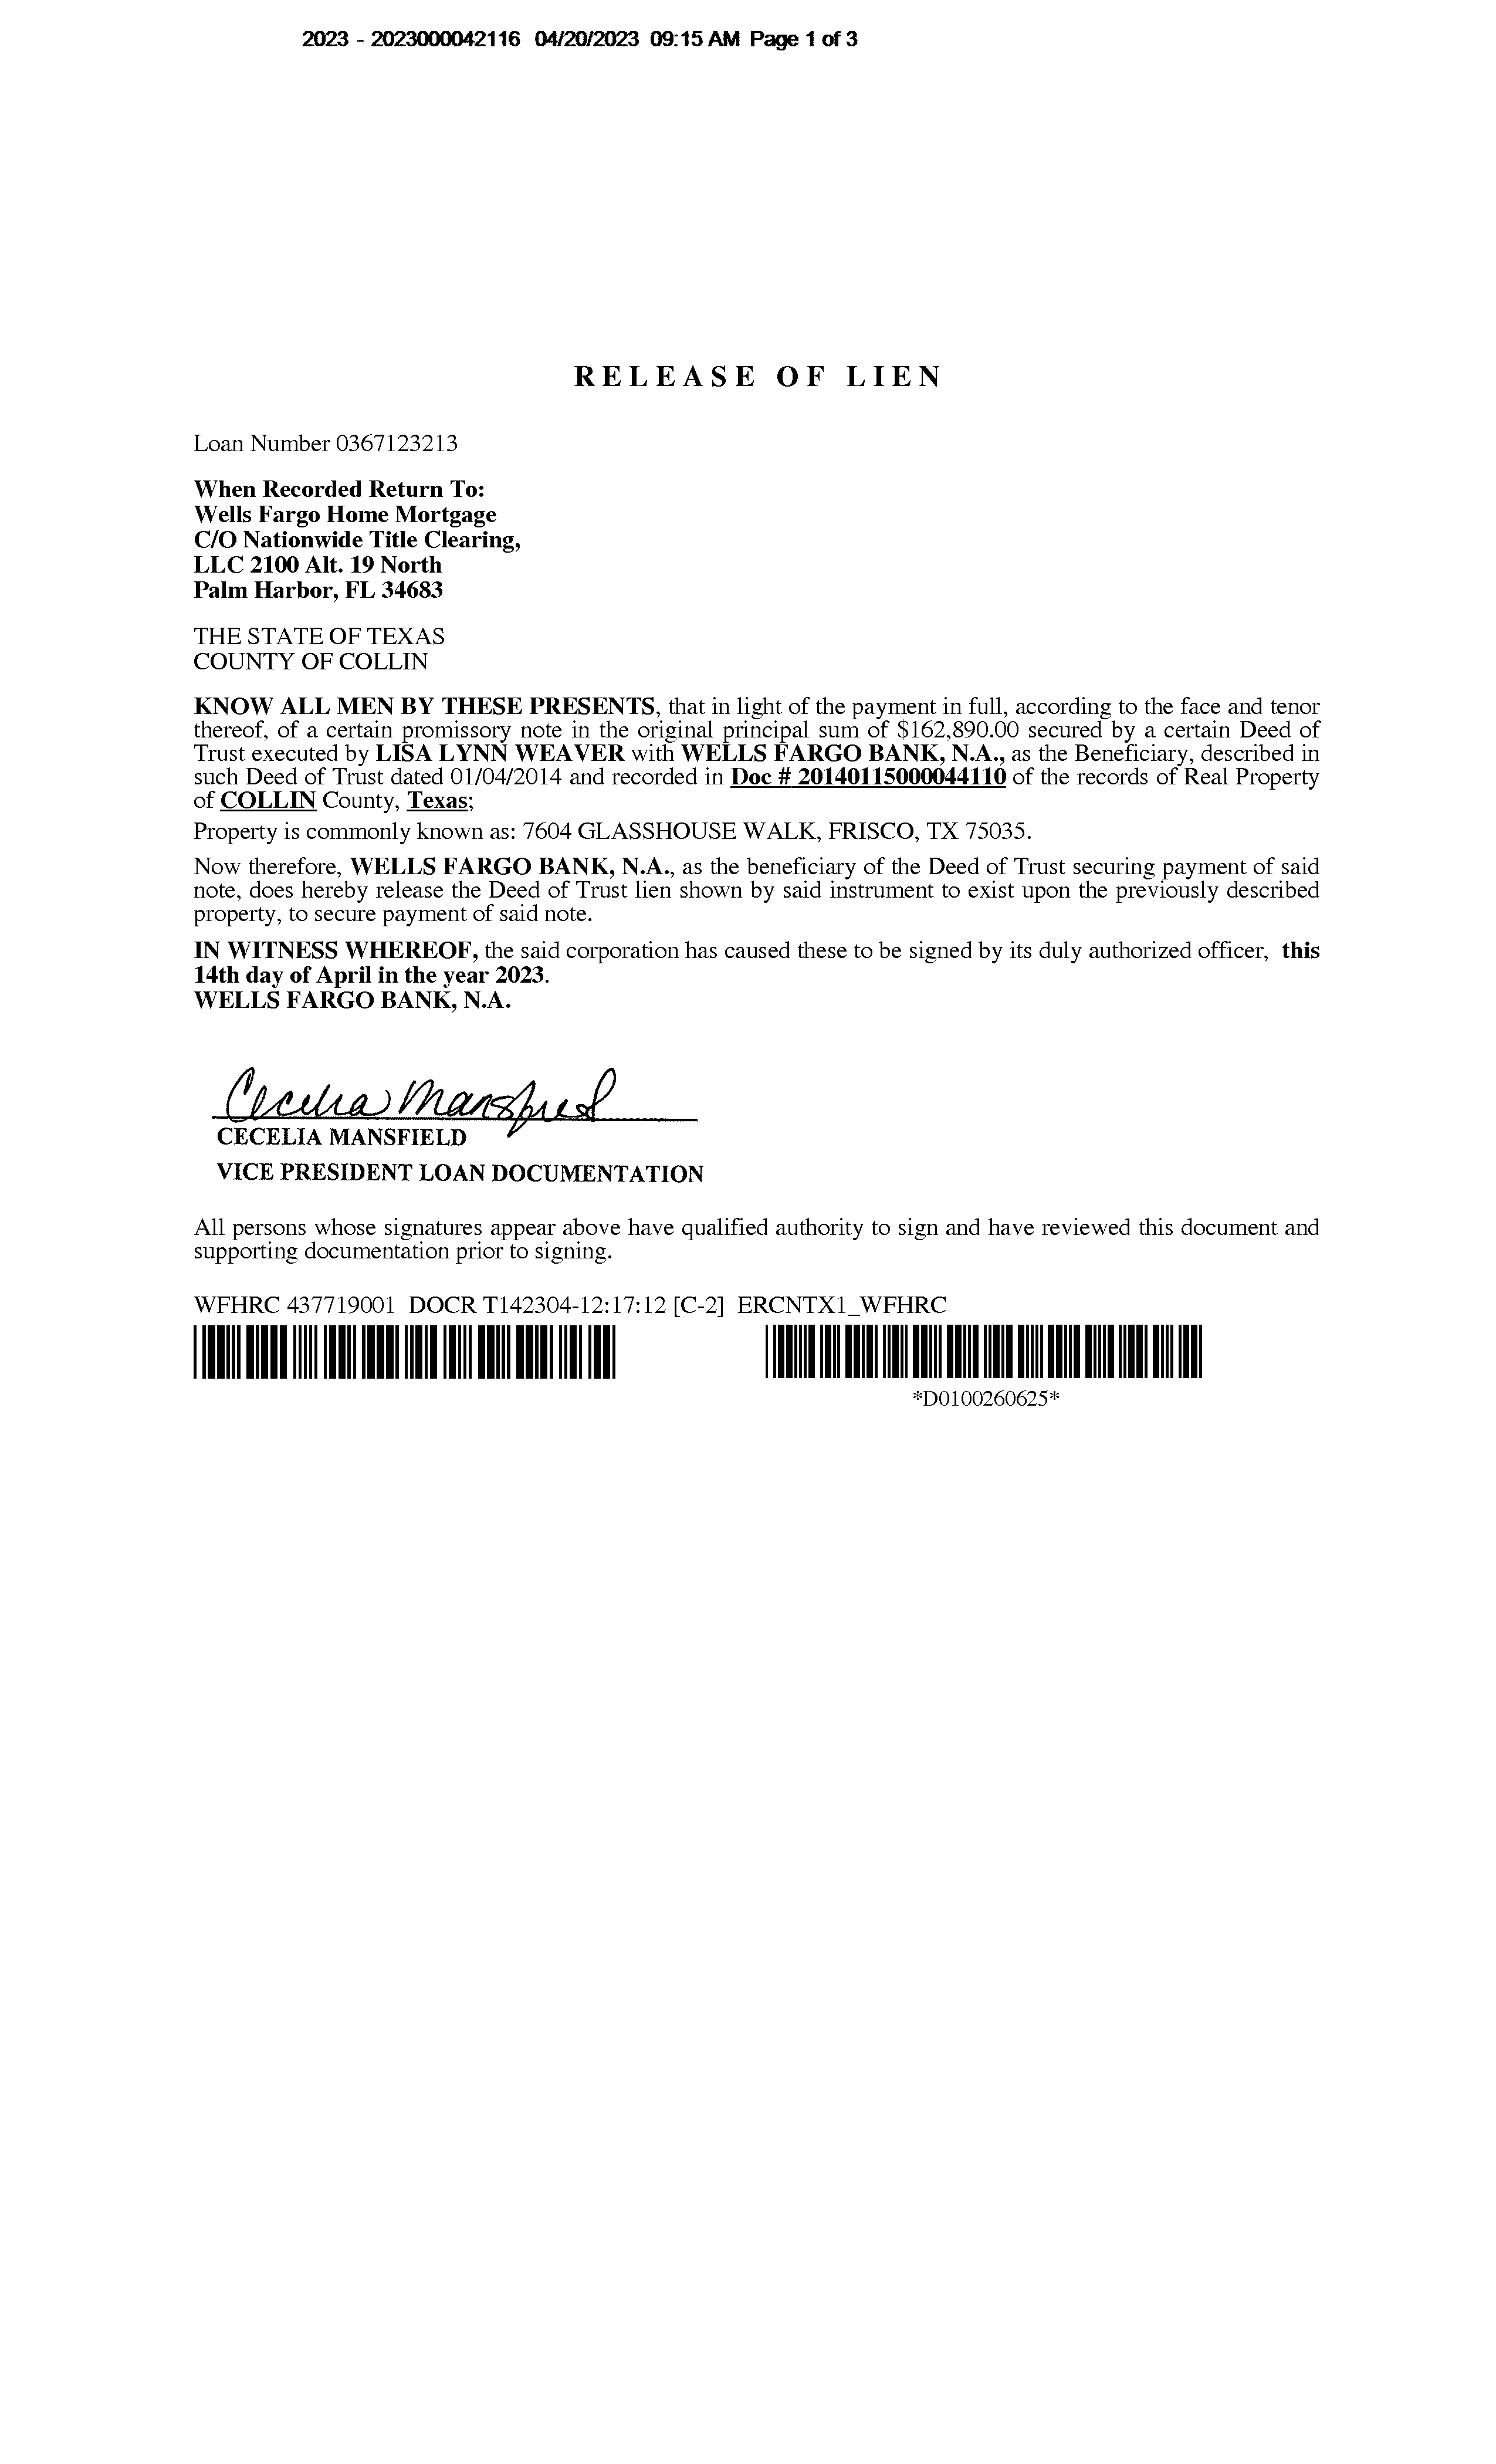 2023 - 2023000042116 04/20/2023 09:15 AM Page 1 of 3
RELEASE OF LIEN
Loan Number 0367123213
When Recorded Return To:
Wells Fargo Home Mortgage
C/O Nationwide Title Clearing,
LLC 2100 Alt. 19 North
Palm Harbor, FL 34683
THE STATE OF TEXAS
COUNTY OF COLLIN
KNOW ALL MEN BY THESE PRESENTS, that in light of the payment in full, according to the face and tenor
thereof, of a certain promissory note in the original principal sum of $162,890.00 secured by a certain Deed of
Trust executed by LISA LYNN WEAVER with WELLS FARGO BANK, N.A., as the Beneficiary, described in
such Deed of Trust dated 01/04/2014 and recorded in Doc # 20140115000044110 of the records of Real Property
of COLLIN County, Texas;
Property is commonly known as: 7604 GLASSHOUSE WALK, FRISCO, TX 75035.
Now therefore, WELLS FARGO BANK, N.A., as the beneficiary of the Deed of Trust securing payment of said
note, does hereby release the Deed of Trust lien shown by said instrument to exist upon the previously described
property, to secure payment of said note.
IN WITNESS WHEREOF, the said corporation has caused these to be signed by its duly authorized officer, this
14th day of April in the year 2023.
WELLS FARGO BANK, N.A.
Cecelia Mansfield
CECELIA MANSFIELD
VICE PRESIDENT LOAN DOCUMENTATION
All persons whose signatures appear above have qualified authority to sign and have reviewed this document and
supporting documentation prior to signing.
WFHRC 437719001 DOCR T142304-12:17:12 [C-2] ERCNTX1_WFHRC
*D0100260625*